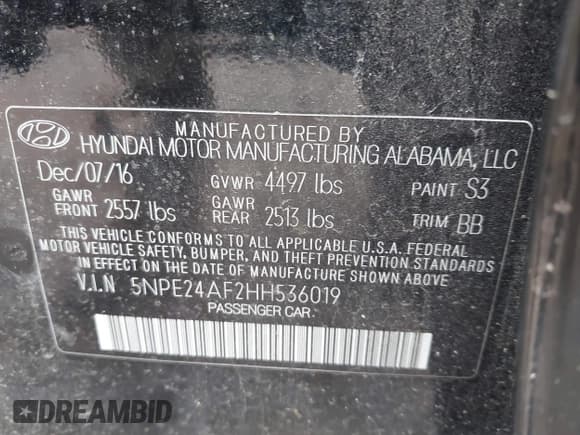 MANUFACTURED BY
HYUNDAI MOTOR MANUFACTURING ALABAMA, LLC
Dec/07/16 GVWR 4497 lbs PAINT S3
GAWR FRONT 2557 lbs GAWR REAR 2513 lbs TRIM BB
THIS VEHICLE CONFORMS TO ALL APPLICABLE U.S.A. FEDERAL
MOTOR VEHICLE SAFETY, BUMPER, AND THEFT PREVENTION STANDARDS
IN EFFECT ON THE DATE OF MANUFACTURE SHOWN ABOVE.
V.I.N 5NPE24AF2HH536019
PASSENGER CAR
DREAMBID